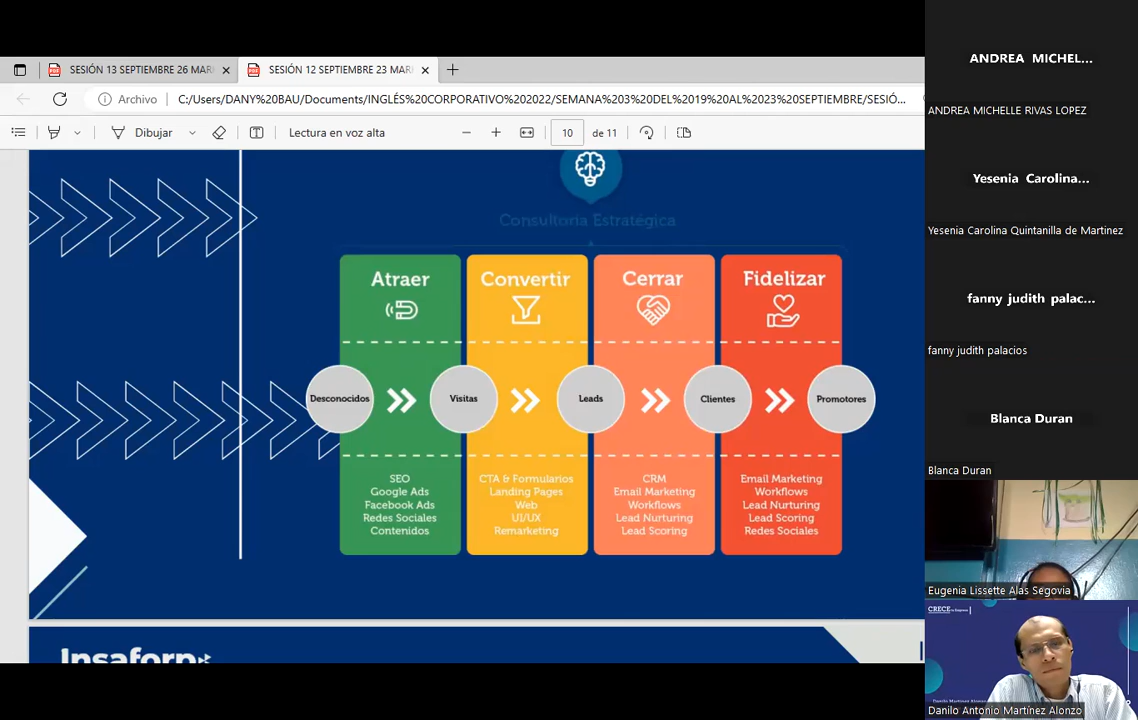 SESIÓN 13 SEPTIEMBRE 26 MAR
SESIÓN 12 SEPTIEMBRE 23 MAR
Archivo
C:/Users/DANY%20BAU/Documents/INGLÉS%20CORPORATIVO%202022/SEMANA%203%20DEL%2019%20AL%2023%20SEPTIEMBRE/SESIÓ...
Dibujar
Lectura en voz alta
10
de 11
Consultoría Estratégica
Atraer
Convertir
Cerrar
Fidelizar
Desconocidos
Visitas
Leads
Clientes
Promotores
SEO
Google Ads
Facebook Ads
Redes Sociales
Contenidos
CTA & Formularios
Landing Pages
Web
UI/UX
Remarketing
CRM
Email Marketing
Workflows
Lead Nurturing
Lead Scoring
Email Marketing
Workflows
Lead Nurturing
Lead Scoring
Redes Sociales
Insaforp
ANDREA MICHEL...
ANDREA MICHELLE RIVAS LOPEZ
Yesenia Carolina...
Yesenia Carolina Quintanilla de Martinez
fanny judith palac...
fanny judith palacios
Blanca Duran
Blanca Duran
Eugenia Lissette Alas Segovia
CRECE
Danilo Antonio Martínez Alonzo
Danilo Antonio Martínez Alonzo